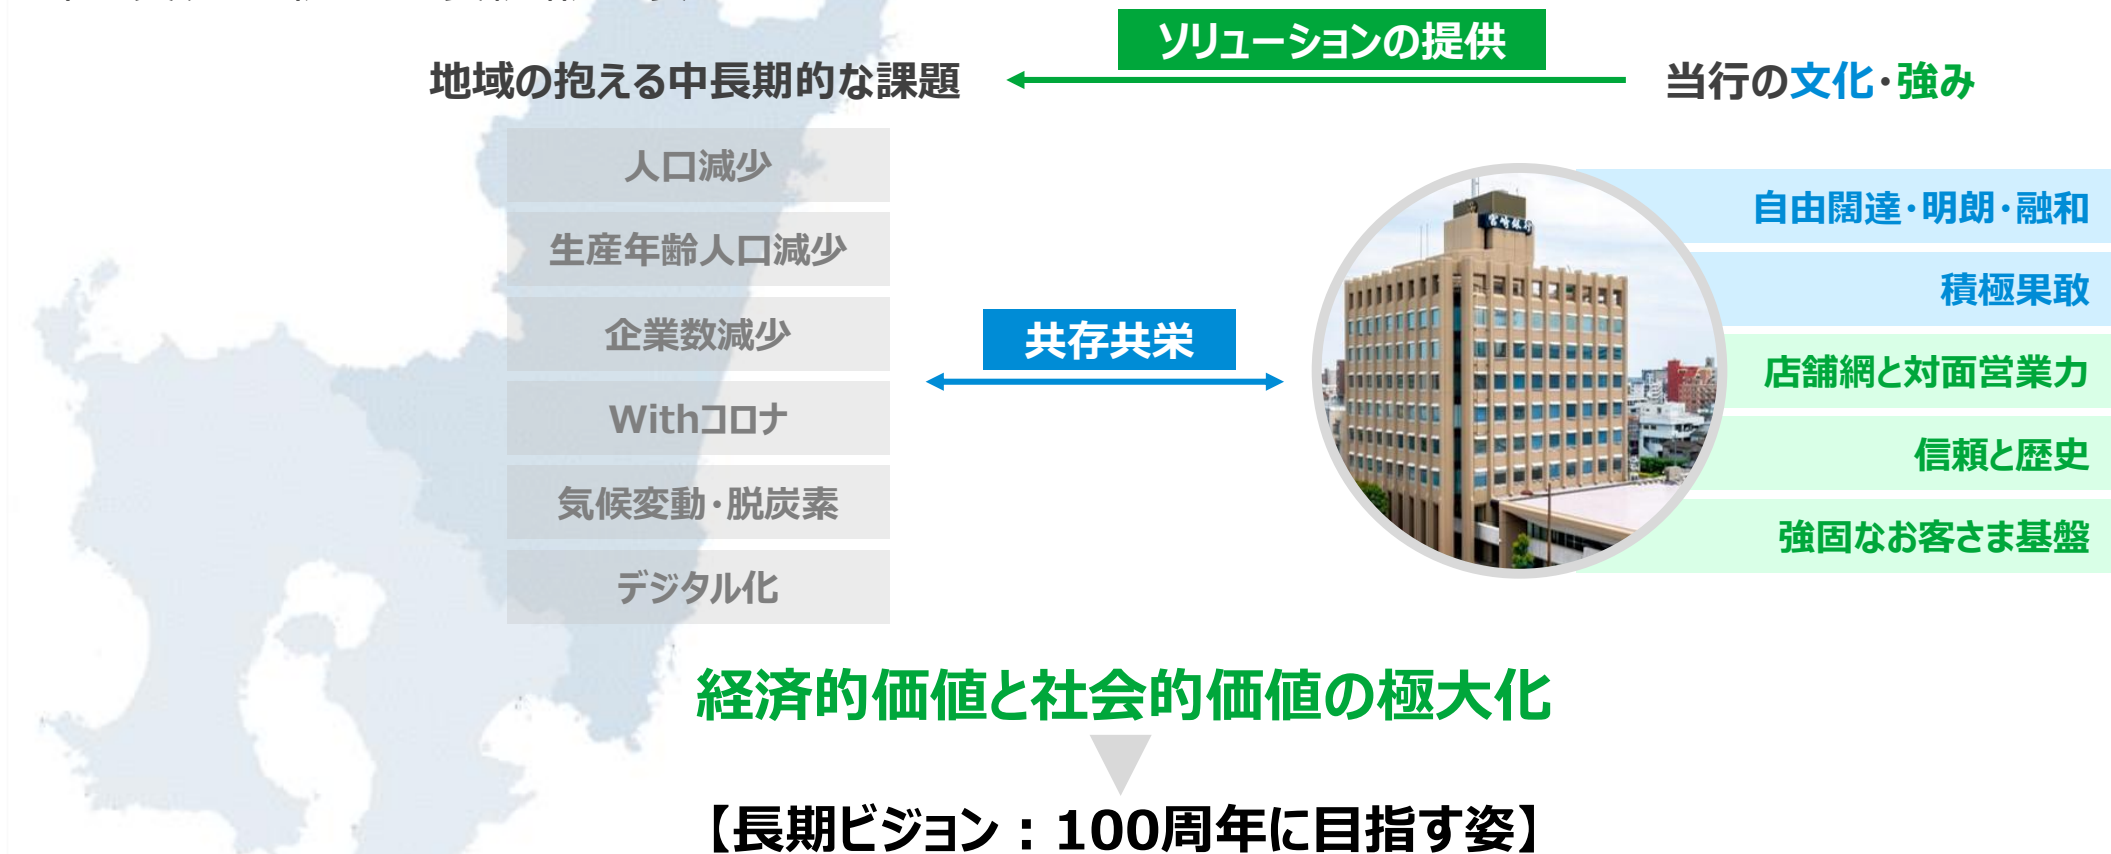 ソリューションの提供
地域の抱える中長期的な課題
当行の文化・強み
人口減少
生産年齢人口減少
企業数減少
Withコロナ
気候変動・脱炭素
デジタル化
共存共栄
宮崎銀行
自由闊達・明朗・融和
積極果敢
店舗網と対面営業力
信頼と歴史
強固なお客さま基盤
経済的価値と社会的価値の極大化
【長期ビジョン：100周年に目指す姿】